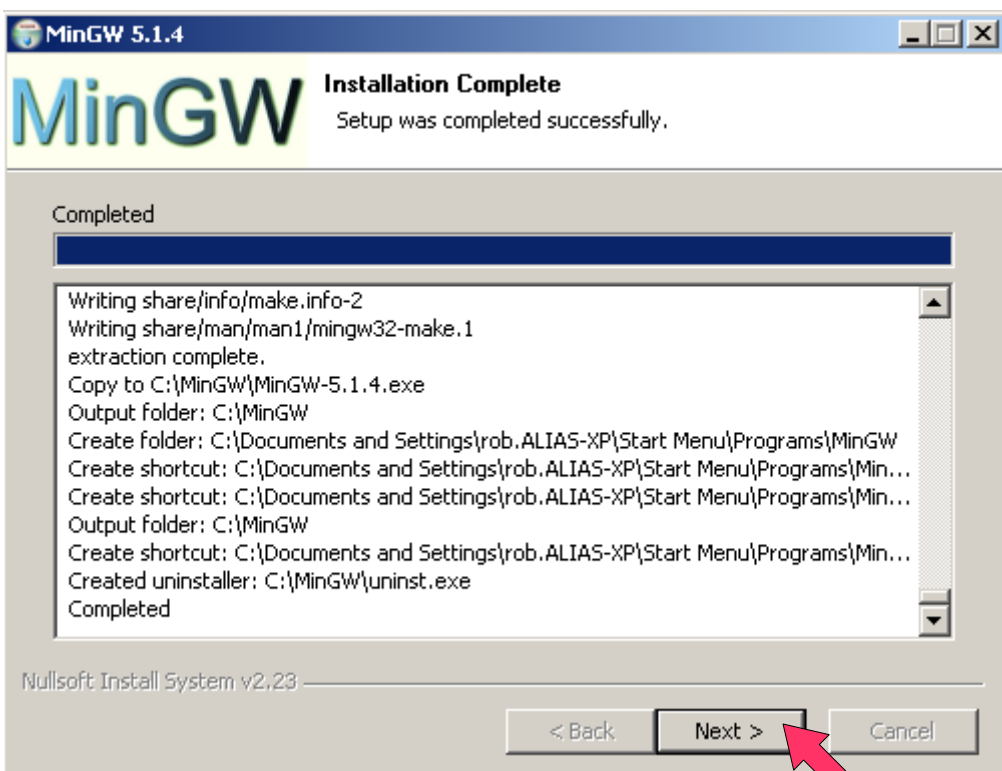 MinGW 5.1.4
MinGW
Installation Complete
Setup was completed successfully.
Completed
Writing share/info/make.info-2
Writing share/man/man1/mingw32-make.1
extraction complete.
Copy to C:\MinGW\MinGW-5.1.4.exe
Output folder: C:\MinGW
Create folder: C:\Documents and Settings\rob.ALIAS-XP\Start Menu\Programs\MinGW
Create shortcut: C:\Documents and Settings\rob.ALIAS-XP\Start Menu\Programs\Min...
Create shortcut: C:\Documents and Settings\rob.ALIAS-XP\Start Menu\Programs\Min...
Output folder: C:\MinGW
Create shortcut: C:\Documents and Settings\rob.ALIAS-XP\Start Menu\Programs\Min...
Created uninstaller: C:\MinGW\uninst.exe
Completed
Nullsoft Install System v2.23
< Back Next > Cancel